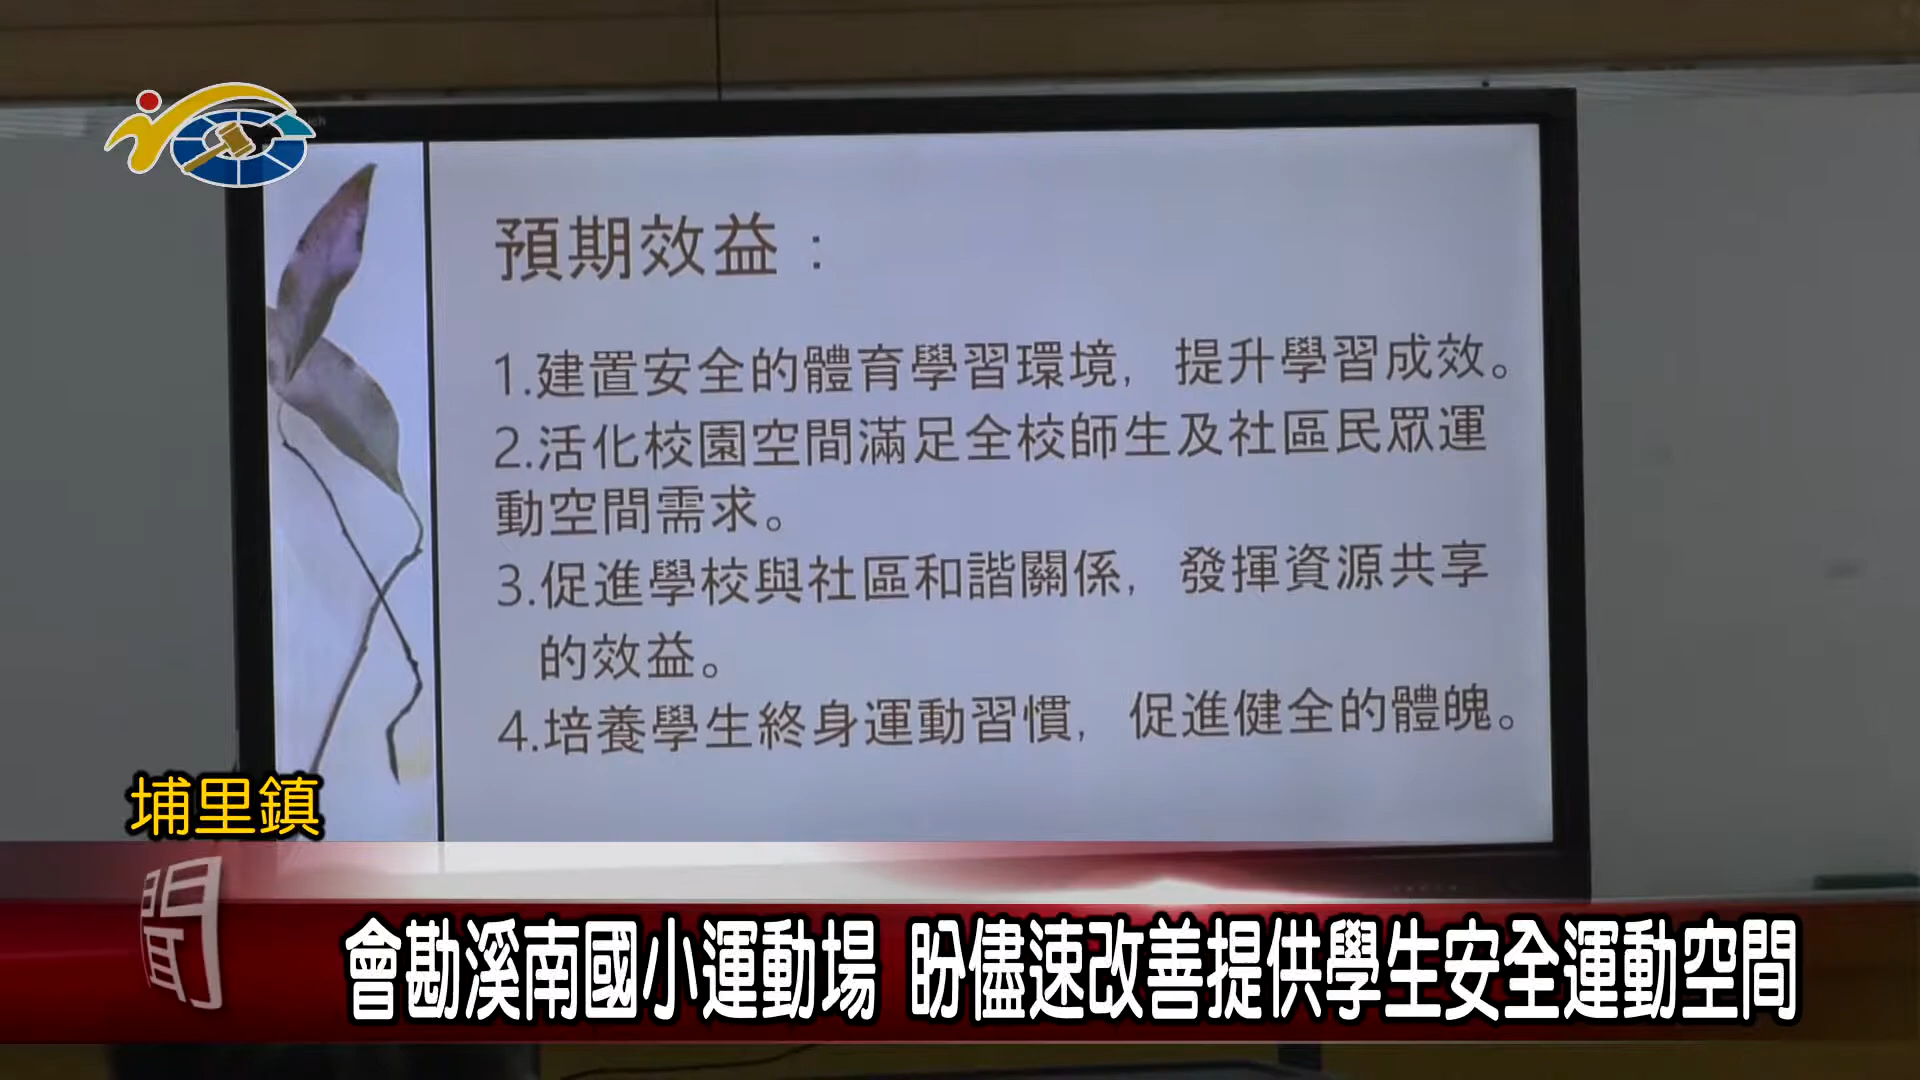 預期效益：
1.建置安全的體育學習環境，提升學習成效。
2.活化校園空間滿足全校師生及社區民眾運
動空間需求。
3.促進學校與社區和諧關係，發揮資源共享
的效益。
4.培養學生終身運動習慣，促進健全的體魄。
埔里鎮
聞
會勘溪南國小運動場 盼儘速改善提供學生安全運動空間